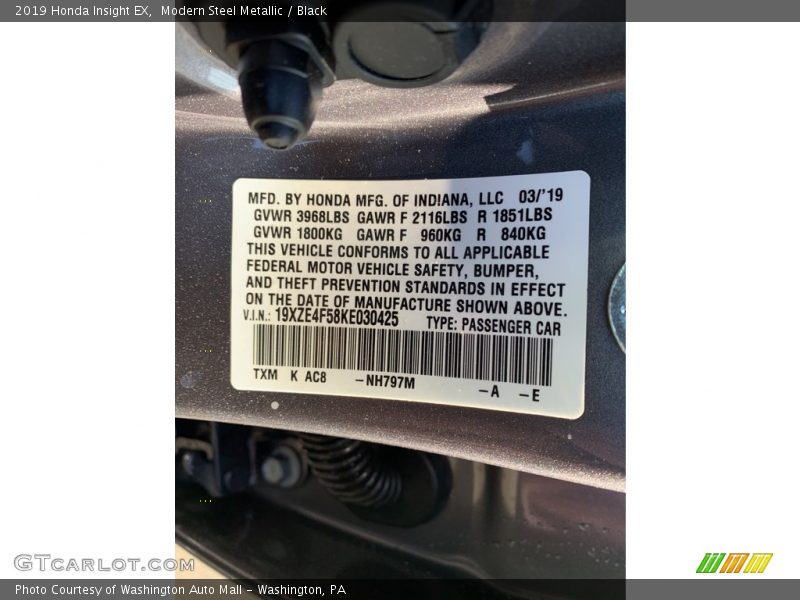 2019 Honda Insight EX,  Modern Steel Metallic / Black
MFD. BY HONDA MFG. OF INDIANA, LLC 03/'19
GVWR 3968LBS GAWR F 2116LBS R 1851LBS
GVWR 1800KG GAWR F 960KG R 840KG
THIS VEHICLE CONFORMS TO ALL APPLICABLE
FEDERAL MOTOR VEHICLE SAFETY, BUMPER,
AND THEFT PREVENTION STANDARDS IN EFFECT
ON THE DATE OF MANUFACTURE SHOWN ABOVE.
V.I.N.: 19XZE4F58KE030425 TYPE: PASSENGER CAR
TXM K AC8 –NH797M –A –E
GTCarlot.com
Photo Courtesy of Washington Auto Mall – Washington, PA